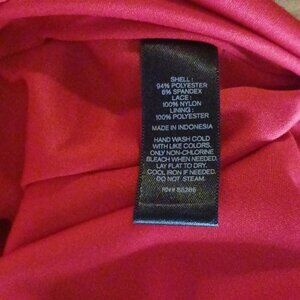 SHELL :
94% POLYESTER
6% SPANDEX
LACE :
100% NYLON
LINING :
100% POLYESTER
MADE IN INDONESIA
HAND WASH COLD
WITH LIKE COLORS.
ONLY NON-CHLORINE
BLEACH WHEN NEEDED.
LAY FLAT TO DRY.
COOL IRON IF NEEDED.
DO NOT STEAM.